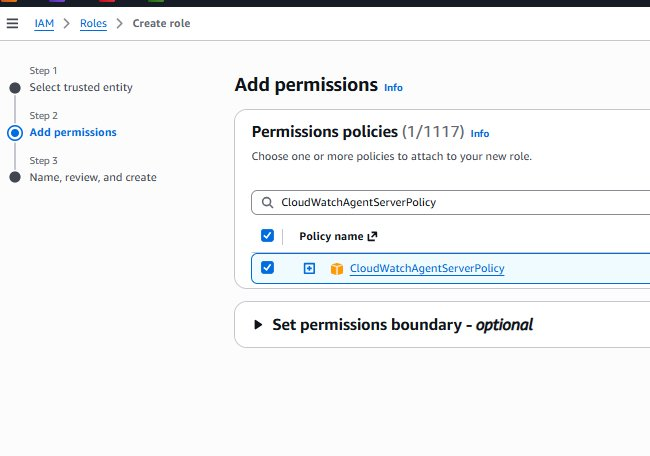 IAM > Roles > Create role
Step 1
Select trusted entity
Step 2
Add permissions
Step 3
Name, review, and create
Add permissions Info
Permissions policies (1/1117) Info
Choose one or more policies to attach to your new role.
CloudWatchAgentServerPolicy
Policy name
CloudWatchAgentServerPolicy
Set permissions boundary - optional